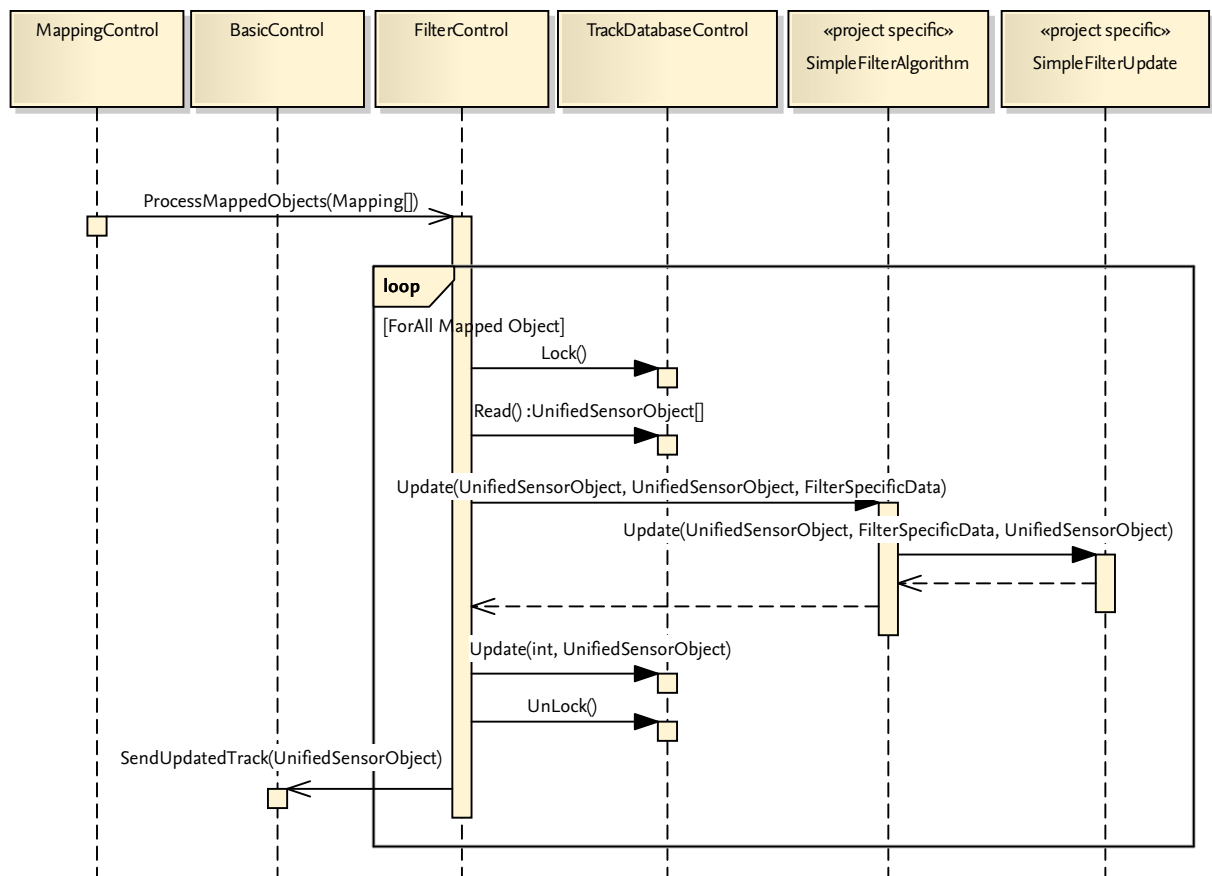 MappingControl
BasicControl
FilterControl
TrackDatabaseControl
«project specific»
SimpleFilterAlgorithm
«project specific»
SimpleFilterUpdate
ProcessMappedObjects(Mapping[])
loop
[ForAll Mapped Object]
Lock()
Read() :UnifiedSensorObject[]
Update(UnifiedSensorObject, UnifiedSensorObject, FilterSpecificData)
Update(UnifiedSensorObject, FilterSpecificData, UnifiedSensorObject)
Update(int, UnifiedSensorObject)
UnLock()
SendUpdatedTrack(UnifiedSensorObject)